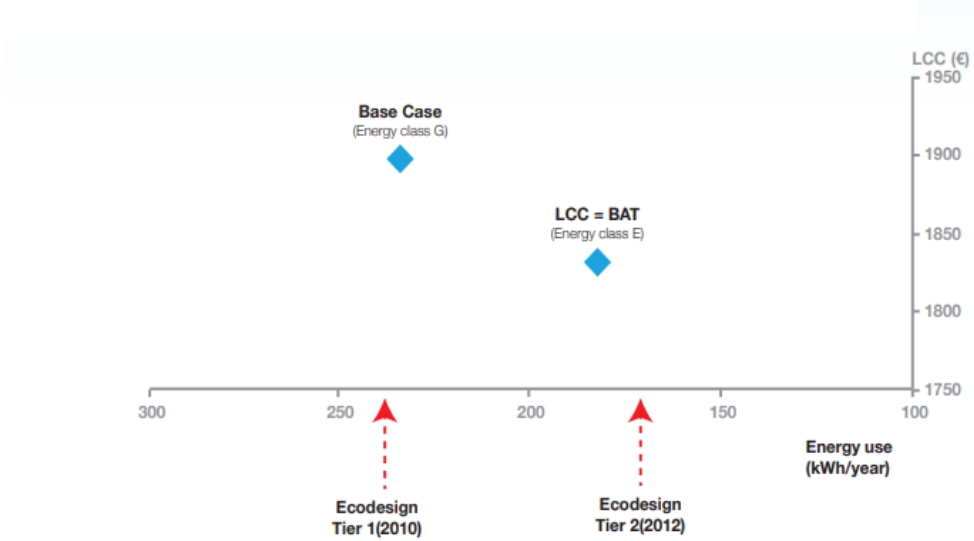 LCC (€)
1950
Base Case
(Energy class G)
1900
LCC = BAT
(Energy class E)
1850
1800
1750
300
250
200
150
100
Energy use
(kWh/year)
Ecodesign
Tier 1(2010)
Ecodesign
Tier 2(2012)